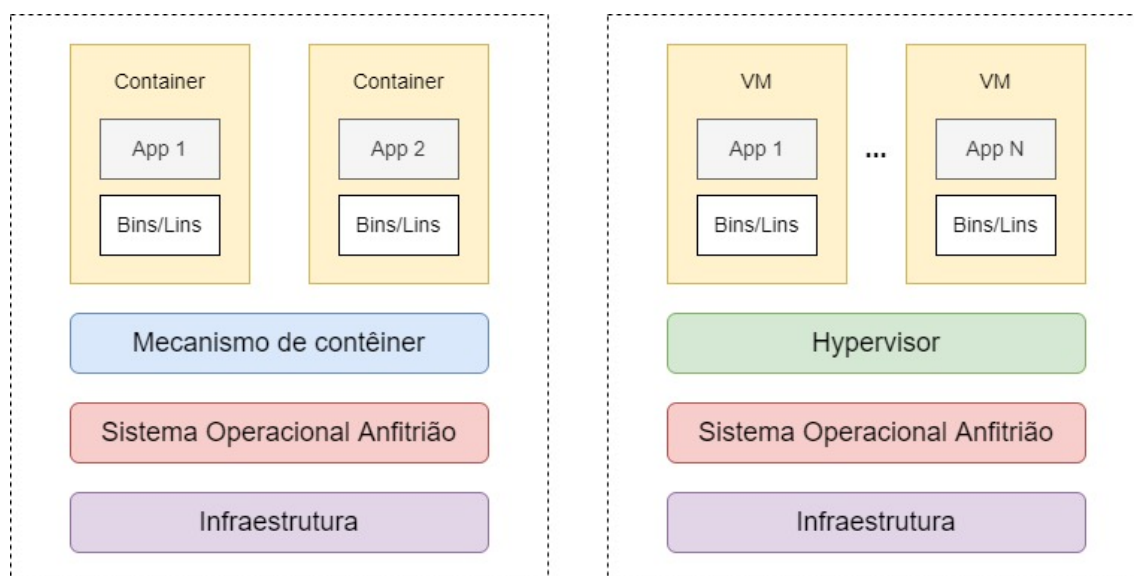 Container
App 1
Bins/Lins
Container
App 2
Bins/Lins
Mecanismo de contêiner
Sistema Operacional Anfitrião
Infraestrutura
VM
App 1
Bins/Lins
...
VM
App N
Bins/Lins
Hypervisor
Sistema Operacional Anfitrião
Infraestrutura